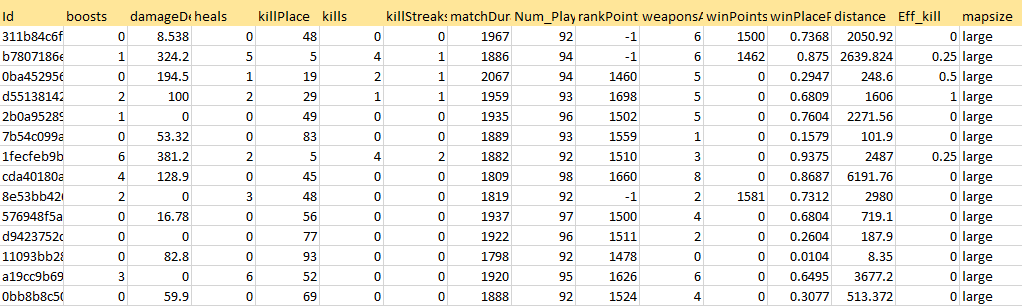 Id boosts damageDe heals killPlace kills killStreaks matchDur Num_Play rankPoint weaponsA winPoints winPlaceP distance Eff_kill mapsize
311b84c6f 0 8.538 0 48 0 0 1967 92 -1 6 1500 0.7368 2050.92 0 large
b7807186e 1 324.2 5 5 4 1 1886 94 -1 6 1462 0.875 2639.824 0.25 large
0ba452956 0 194.5 1 19 2 1 2067 94 1460 5 0 0.2947 248.6 0.5 large
d55138142 2 100 2 29 1 1 1959 93 1698 5 0 0.6809 1606 1 large
2b0a95289 1 0 0 49 0 0 1935 96 1502 5 0 0.7604 2271.56 0 large
7b54c099a 0 53.32 0 83 0 0 1889 93 1559 1 0 0.1579 101.9 0 large
1fecfeb9b 6 381.2 2 5 4 2 1882 92 1510 3 0 0.9375 2487 0.25 large
cda40180a 4 128.9 0 45 0 0 1809 98 1660 8 0 0.8687 6191.76 0 large
8e53bb426 2 0 3 48 0 0 1819 92 -1 2 1581 0.7312 2980 0 large
576948f5a 0 16.78 0 56 0 0 1937 97 1500 4 0 0.6804 719.1 0 large
d9423752c 0 0 0 77 0 0 1922 96 1511 2 0 0.2604 187.9 0 large
11093bb28 0 82.8 0 93 0 0 1798 92 1478 0 0 0.0104 8.35 0 large
a19cc9b69 3 0 6 52 0 0 1920 95 1626 6 0 0.6495 3677.2 0 large
0bb8b8c50 0 59.9 0 69 0 0 1888 92 1524 4 0 0.3077 513.372 0 large